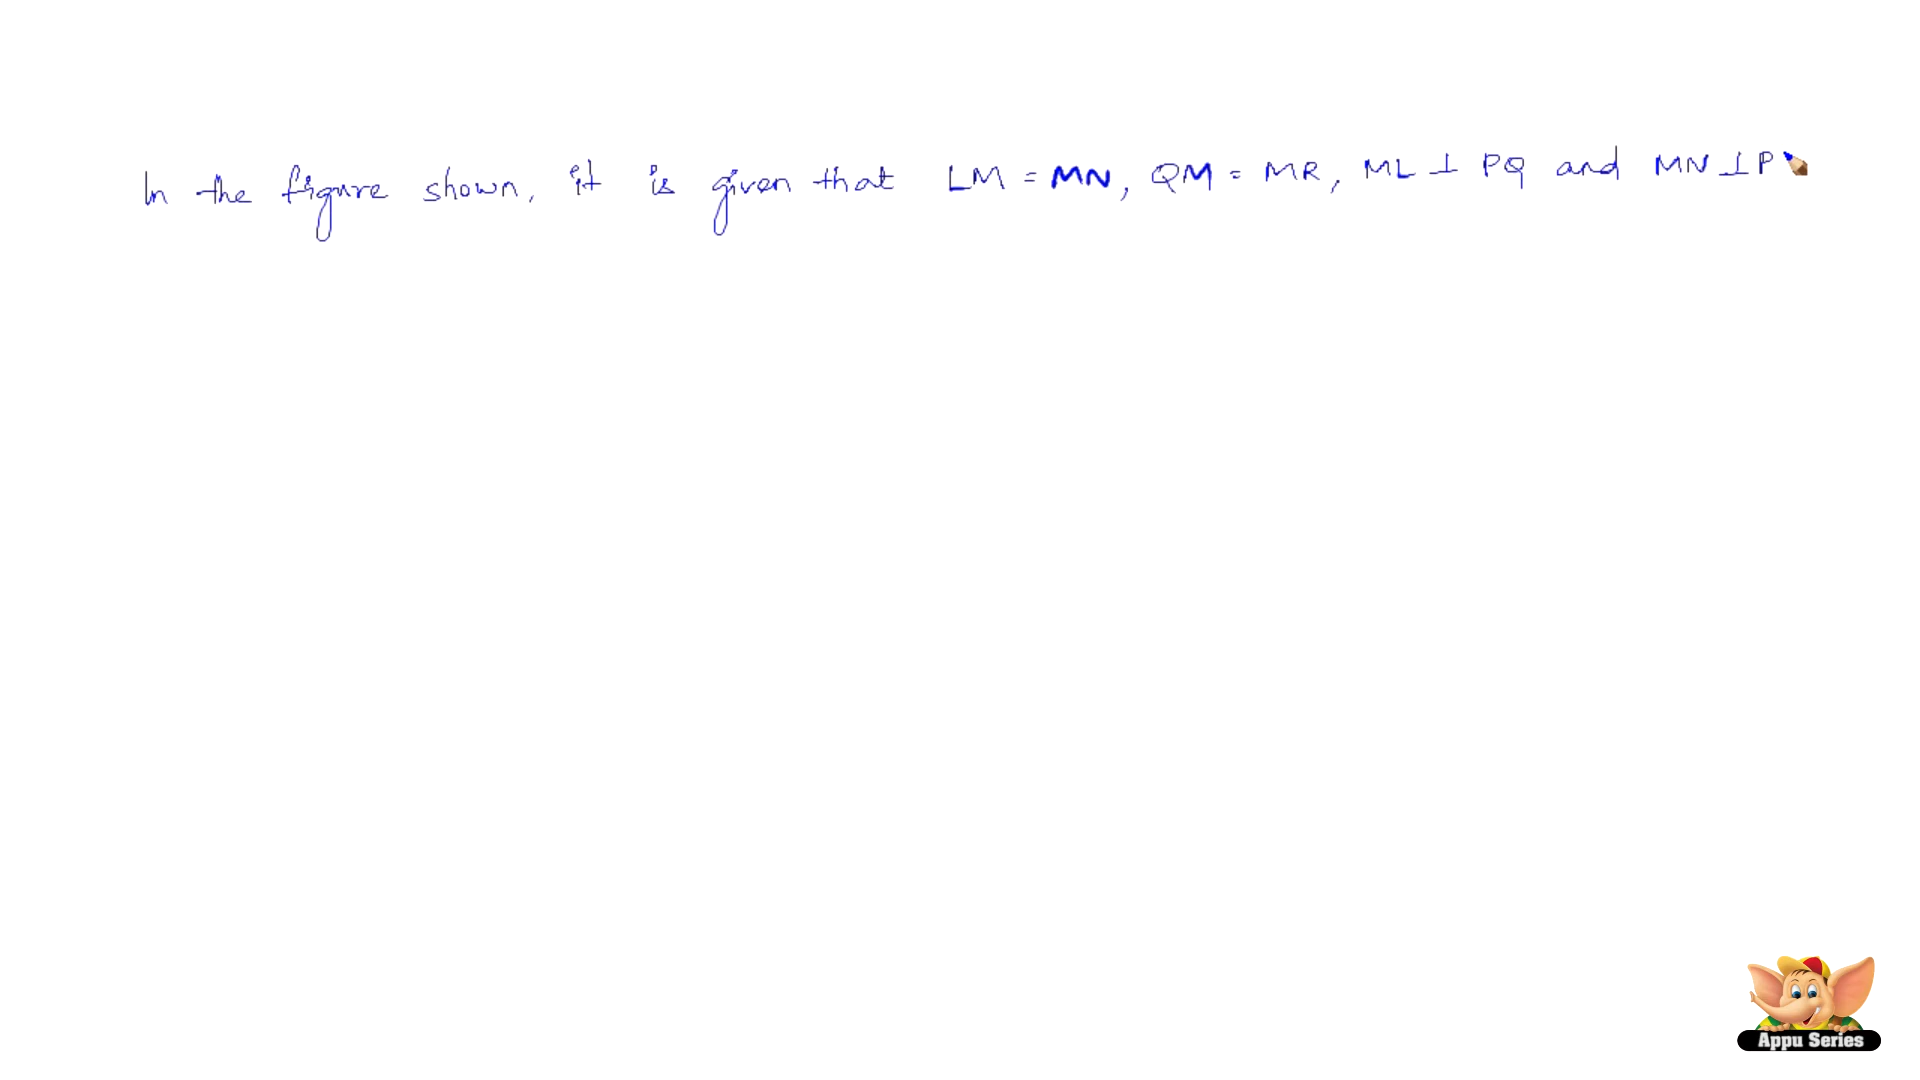 In the figure shown, it is given that LM = MN, QM = MR, ML ⊥ PQ and MN ⊥ P
Appu Series